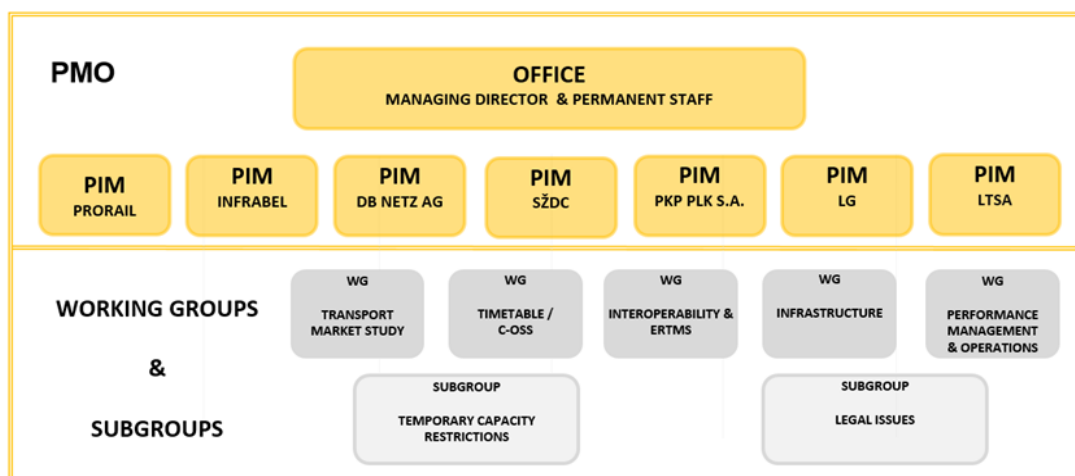 PMO
OFFICE
MANAGING DIRECTOR & PERMANENT STAFF
PIM
PRORAIL
PIM
INFRABEL
PIM
DB NETZ AG
PIM
SŽDC
PIM
PKP PLK S.A.
PIM
LG
PIM
LTSA
WORKING GROUPS
&
SUBGROUPS
WG
TRANSPORT
MARKET STUDY
WG
TIMETABLE /
C-OSS
WG
INTEROPERABILITY &
ERTMS
WG
INFRASTRUCTURE
WG
PERFORMANCE
MANAGEMENT
& OPERATIONS
SUBGROUP
TEMPORARY CAPACITY
RESTRICTIONS
SUBGROUP
LEGAL ISSUES